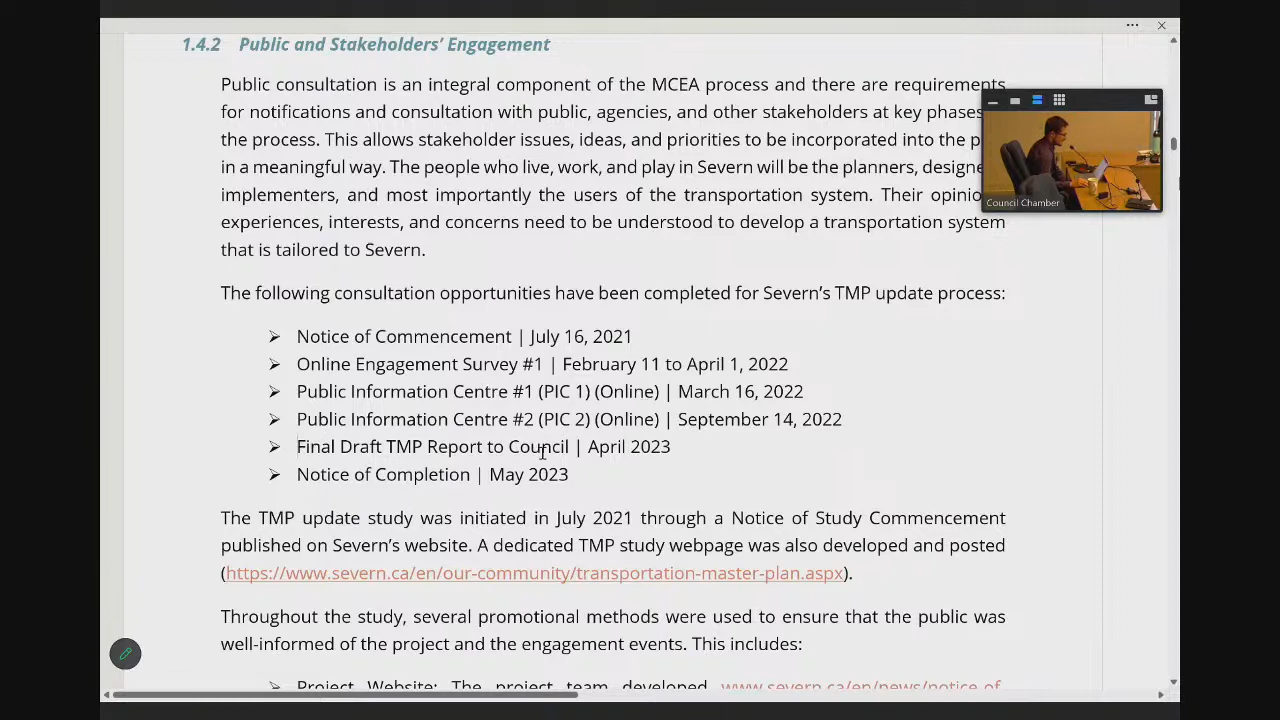 1.4.2 Public and Stakeholders’ Engagement
Public consultation is an integral component of the MCEA process and there are requirements
for notifications and consultation with public, agencies, and other stakeholders at key phases
the process. This allows stakeholder issues, ideas, and priorities to be incorporated into the
in a meaningful way. The people who live, work, and play in Severn will be the planners,
implementers, and most importantly the users of the transportation system. Their
experiences, interests, and concerns need to be understood to develop a transportation system
that is tailored to Severn.
Council Chamber
The following consultation opportunities have been completed for Severn’s TMP update process:
➢ Notice of Commencement | July 16, 2021
➢ Online Engagement Survey #1 | February 11 to April 1, 2022
➢ Public Information Centre #1 (PIC 1) (Online) | March 16, 2022
➢ Public Information Centre #2 (PIC 2) (Online) | September 14, 2022
➢ Final Draft TMP Report to Council | April 2023
➢ Notice of Completion | May 2023
The TMP update study was initiated in July 2021 through a Notice of Study Commencement
published on Severn’s website. A dedicated TMP study webpage was also developed and posted
(https://www.severn.ca/en/our-community/transportation-master-plan.aspx).
Throughout the study, several promotional methods were used to ensure that the public was
well-informed of the project and the engagement events. This includes:
➢ Project Website: The project team developed www.severn.ca/en/news/notice-of-